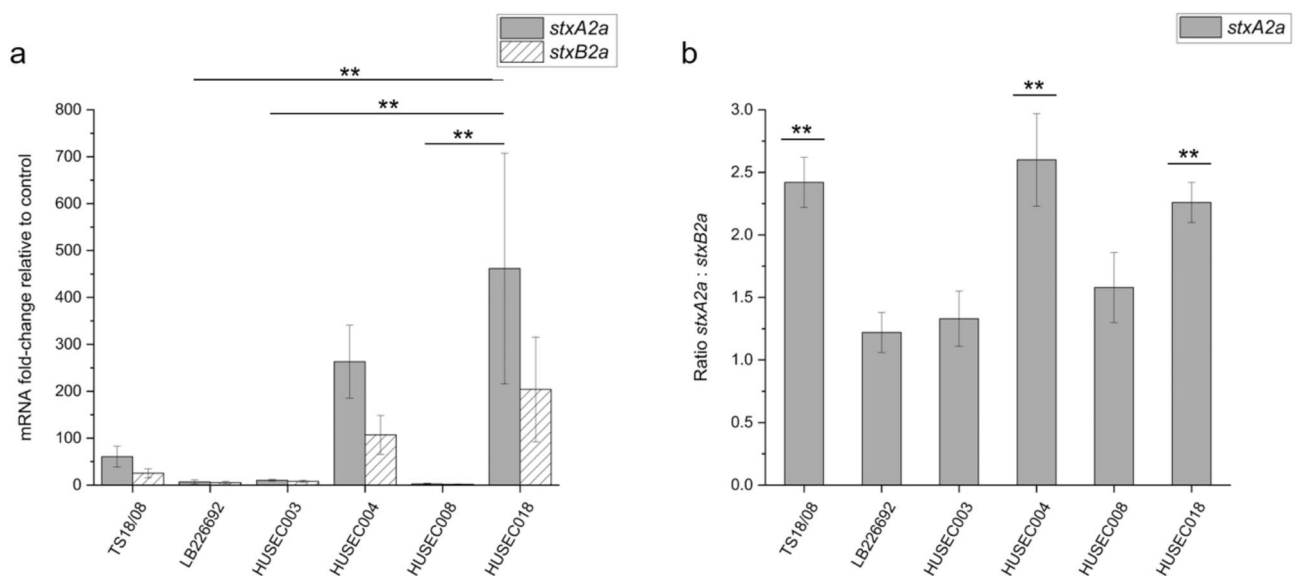 a
stxA2a
stxB2a
**
**
**
mRNA fold-change relative to control
800
700
600
500
400
300
200
100
0
TS18/08
LB226692
HUSEC003
HUSEC004
HUSEC008
HUSEC018
b
stxA2a
**
**
**
Ratio stxA2a : stxB2a
3.0
2.5
2.0
1.5
1.0
0.5
0.0
TS18/08
LB226692
HUSEC003
HUSEC004
HUSEC008
HUSEC018